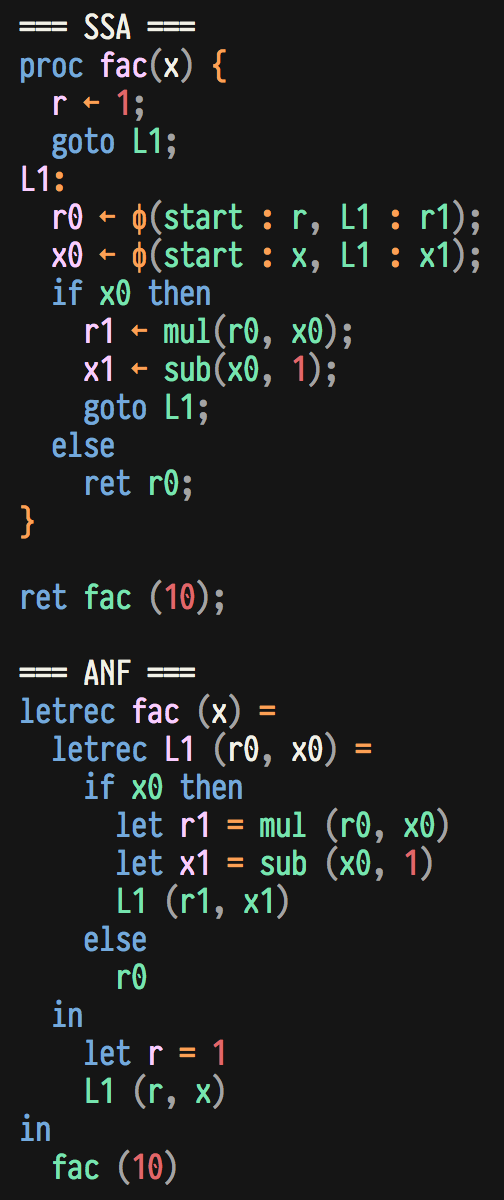 === SSA ===
proc fac(x) {
  r ← 1;
  goto L1;
L1:
  r0 ← ϕ(start : r, L1 : r1);
  x0 ← ϕ(start : x, L1 : x1);
  if x0 then
    r1 ← mul(r0, x0);
    x1 ← sub(x0, 1);
    goto L1;
  else
    ret r0;
}

ret fac (10);

=== ANF ===
letrec fac (x) =
  letrec L1 (r0, x0) =
    if x0 then
      let r1 = mul (r0, x0)
      let x1 = sub (x0, 1)
      L1 (r1, x1)
    else
      r0
  in
    let r = 1
    L1 (r, x)
in
  fac (10)